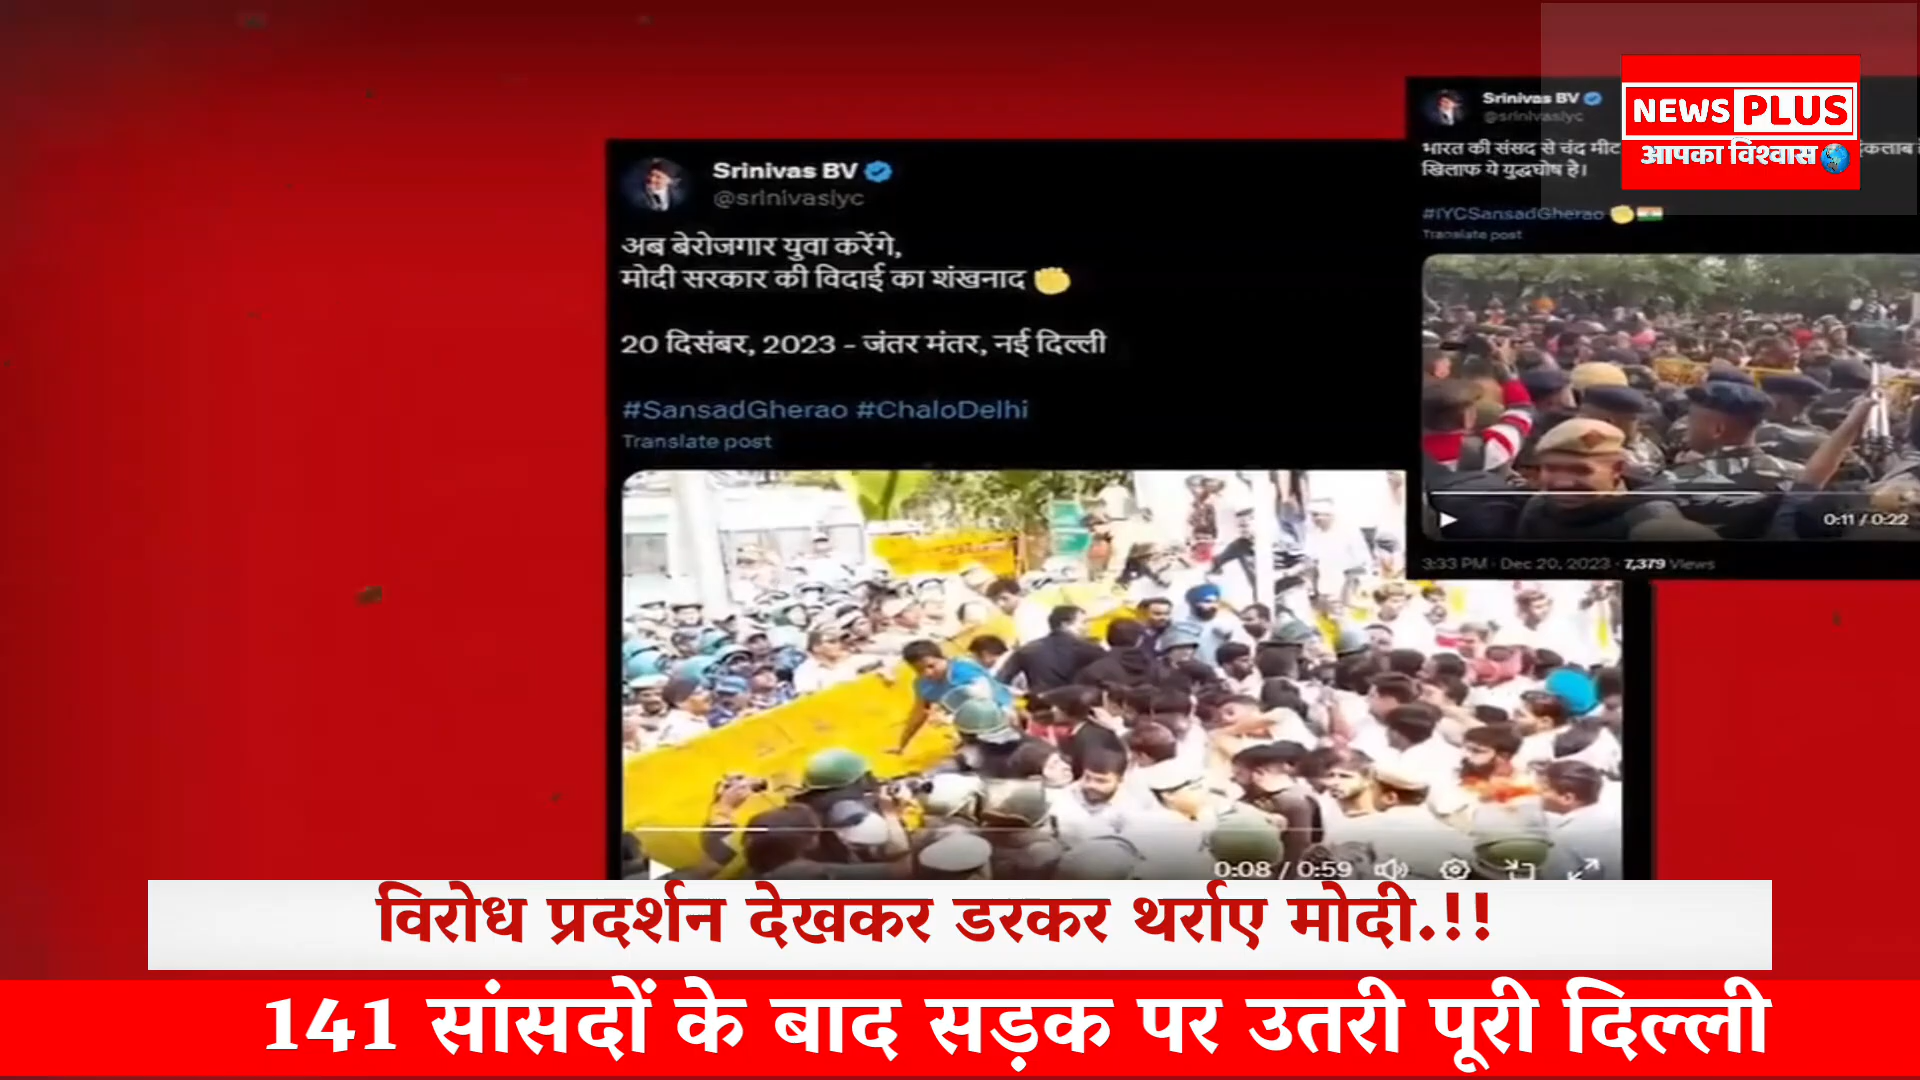 Srinivas BV
@srinivasiyc
अब बेरोजगार युवा करेंगे,
मोदी सरकार की विदाई का शंखनाद ✊
20 दिसंबर, 2023 - जंतर मंतर, नई दिल्ली
#SansadGherao #ChaloDelhi
Translate post
0:08 / 0:59
Srinivas BV
@srinivasiyc
भारत की संसद से चंद मीट
खिलाफ ये युद्धघोष है।
#IYCSansadGherao ✊🇮🇳
Translate post
0:11 / 0:22
3:33 PM · Dec 20, 2023 · 7,379 Views
NEWS PLUS
आपका विश्वास
विरोध प्रदर्शन देखकर डरकर थर्राए मोदी.!!
141 सांसदों के बाद सड़क पर उतरी पूरी दिल्ली